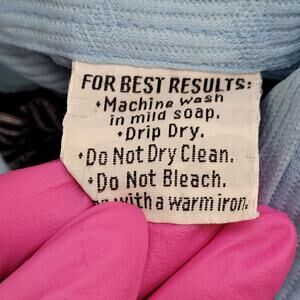 FOR BEST RESULTS:
•Machine wash
in mild soap.
•Drip Dry.
•Do Not Dry Clean.
•Do Not Bleach.
with a warm iron.